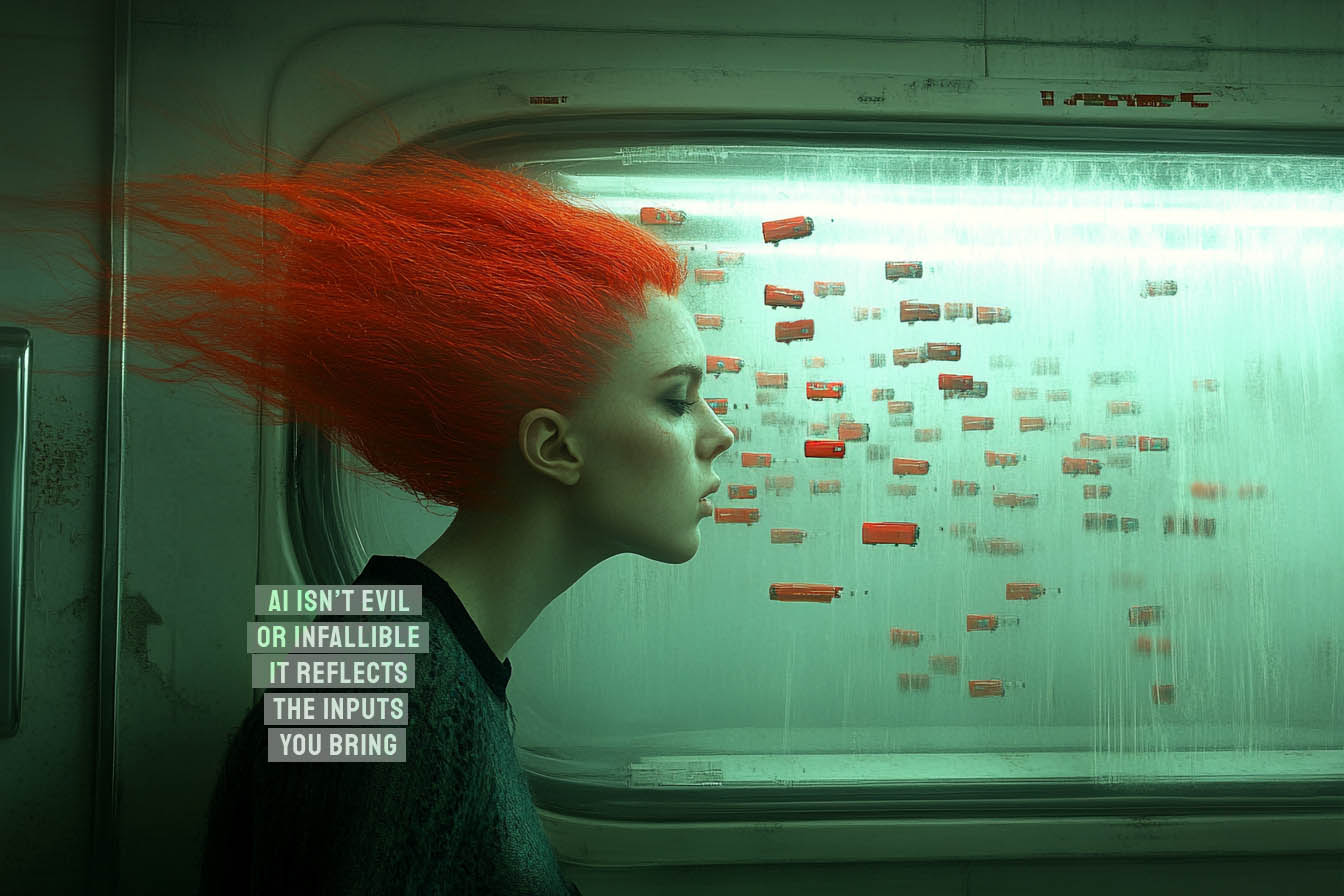 AI ISN'T EVIL
OR INFALLIBLE
IT REFLECTS
THE INPUTS
YOU BRING